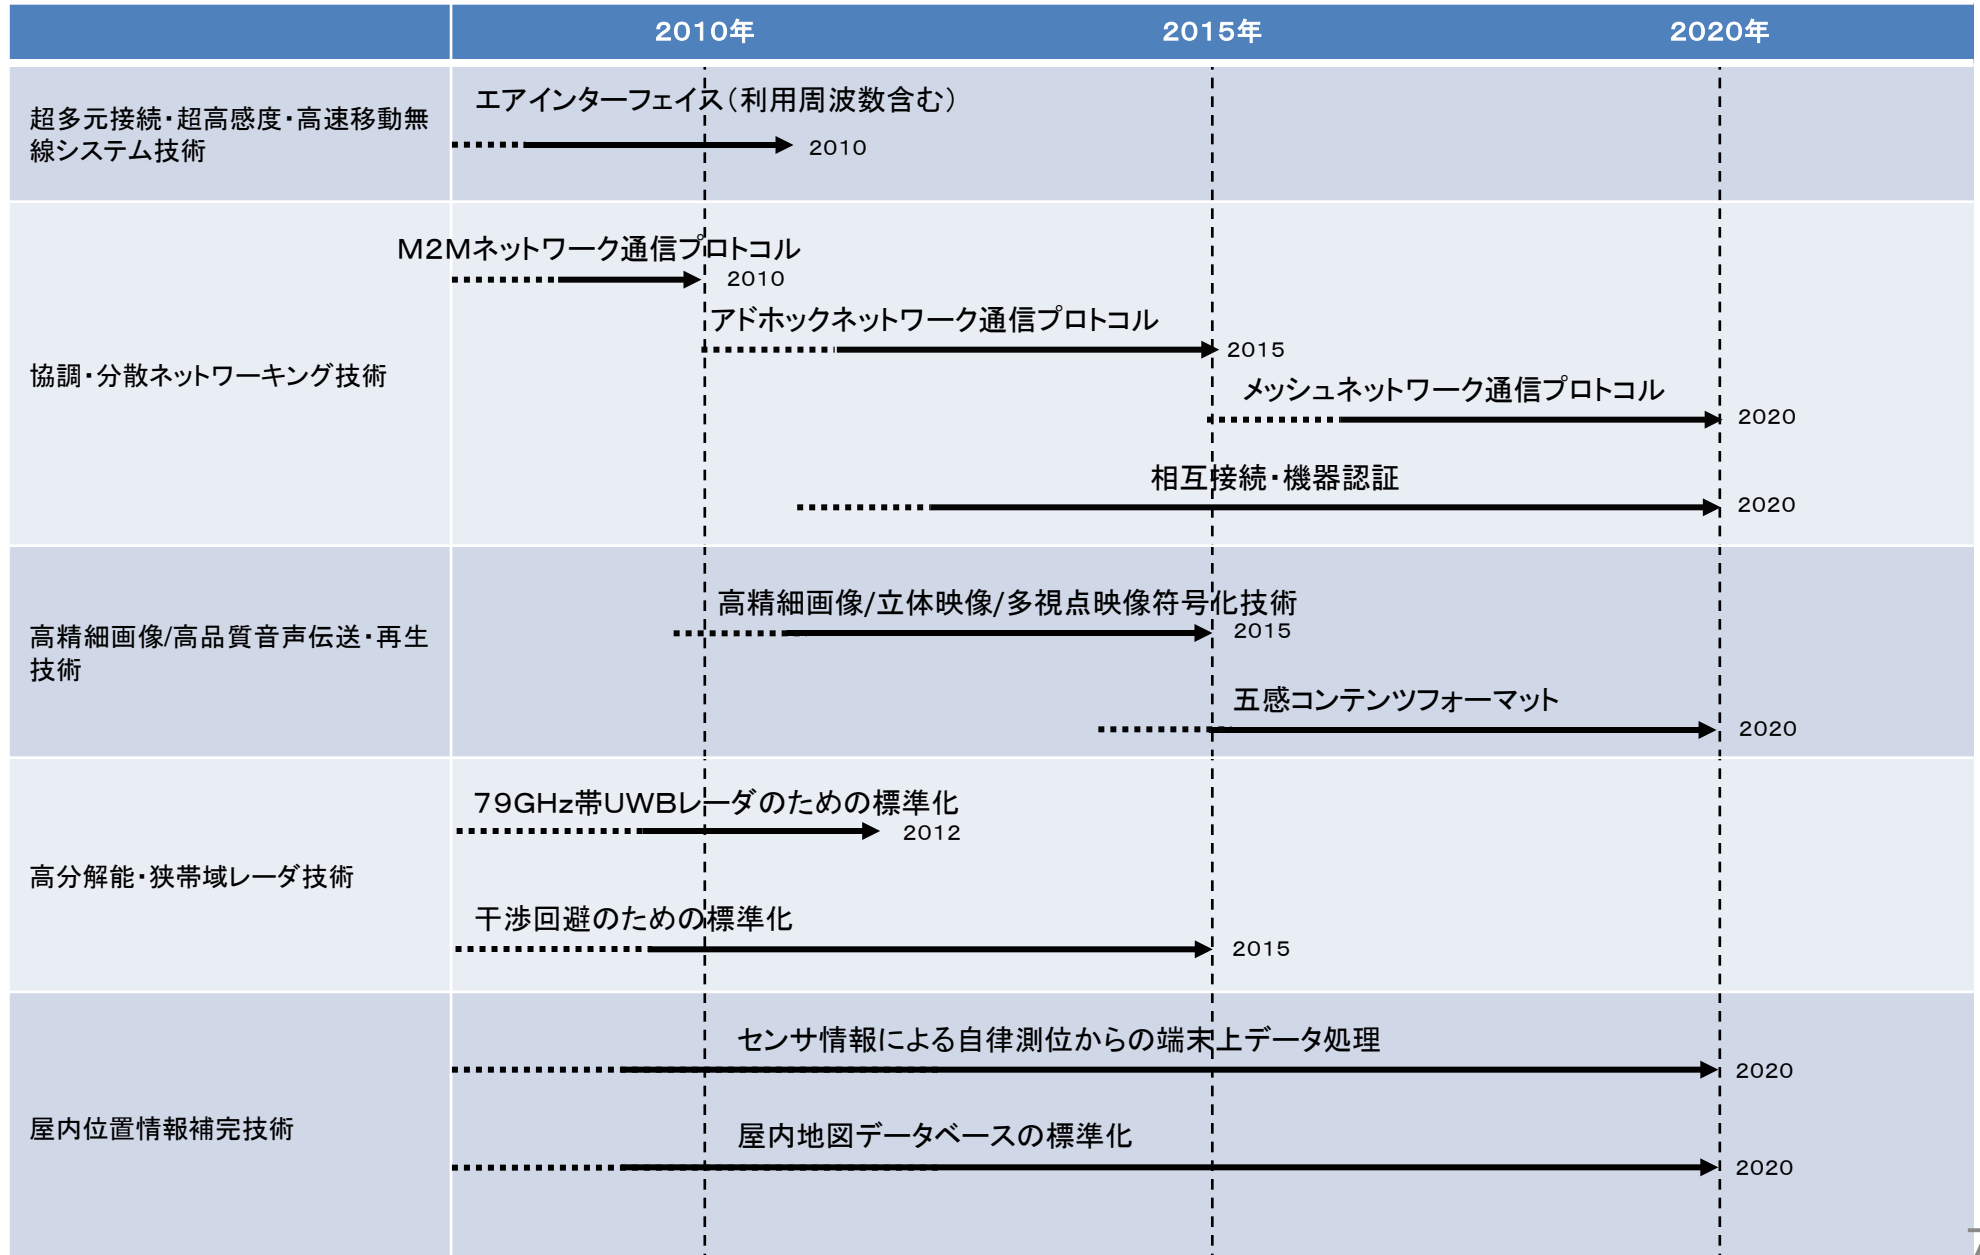 2010年 2015年 2020年
超多元接続・超高感度・高速移動無
線システム技術
エアインターフェイス（利用周波数含む）
2010
協調・分散ネットワーキング技術
M2Mネットワーク通信プロトコル
2010
アドホックネットワーク通信プロトコル
2015
メッシュネットワーク通信プロトコル
2020
相互接続・機器認証
2020
高精細画像/高品質音声伝送・再生
技術
高精細画像/立体映像/多視点映像符号化技術
2015
五感コンテンツフォーマット
2020
高分解能・狭帯域レーダ技術
79GHz帯UWBレーダのための標準化
2012
干渉回避のための標準化
2015
屋内位置情報補完技術
センサ情報による自律測位からの端末上データ処理
2020
屋内地図データベースの標準化
2020